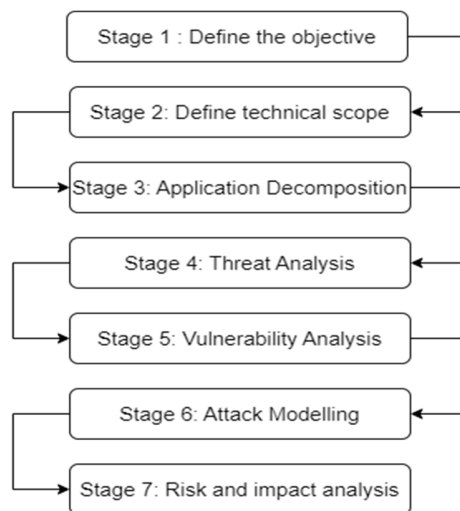 Stage 1 : Define the objective
Stage 2: Define technical scope
Stage 3: Application Decomposition
Stage 4: Threat Analysis
Stage 5: Vulnerability Analysis
Stage 6: Attack Modelling
Stage 7: Risk and impact analysis